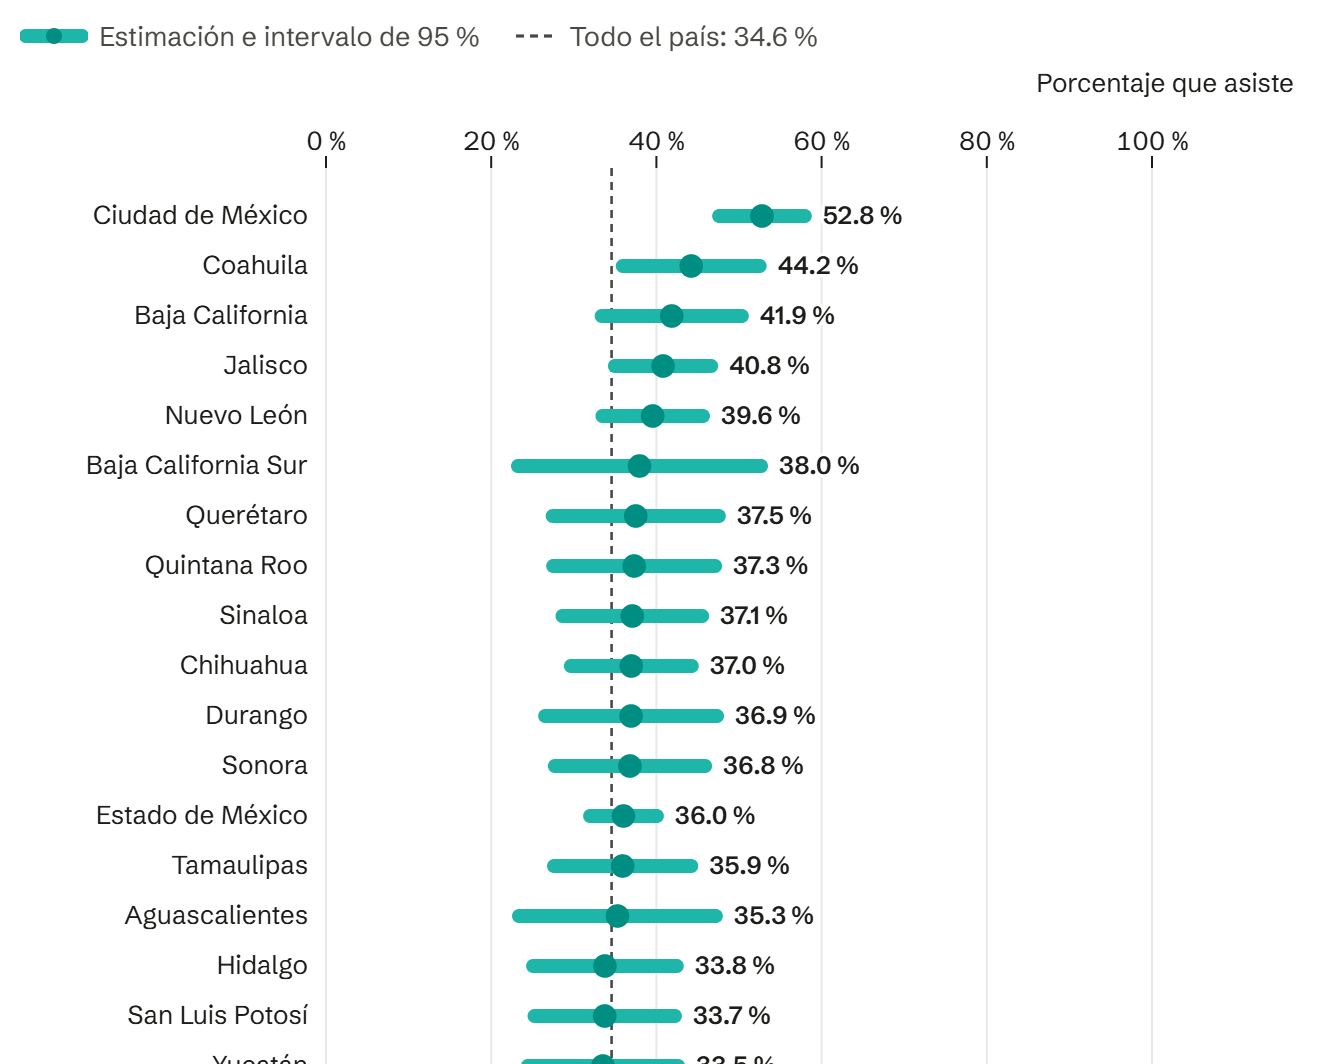 Estimación e intervalo de 95 % Todo el país: 34.6 %
Porcentaje que asiste
0 % 20 % 40 % 60 % 80 % 100 %
Ciudad de México 52.8 %
Coahuila 44.2 %
Baja California 41.9 %
Jalisco 40.8 %
Nuevo León 39.6 %
Baja California Sur 38.0 %
Querétaro 37.5 %
Quintana Roo 37.3 %
Sinaloa 37.1 %
Chihuahua 37.0 %
Durango 36.9 %
Sonora 36.8 %
Estado de México 36.0 %
Tamaulipas 35.9 %
Aguascalientes 35.3 %
Hidalgo 33.8 %
San Luis Potosí 33.7 %
Yucatán 33.5 %